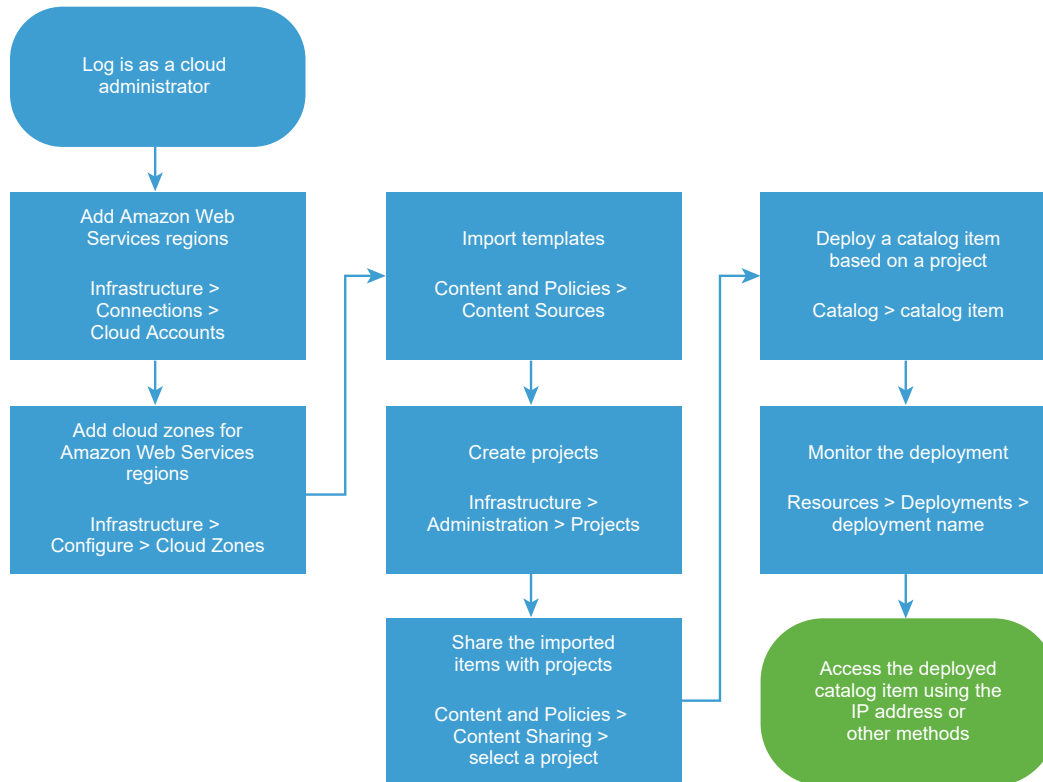 Log is as a cloud
administrator
Add Amazon Web
Services regions
Infrastructure >
Connections >
Cloud Accounts
Add cloud zones for
Amazon Web Services
regions
Infrastructure >
Configure > Cloud Zones
Import templates
Content and Policies >
Content Sources
Create projects
Infrastructure >
Administration > Projects
Share the imported
items with projects
Content and Policies >
Content Sharing >
select a project
Deploy a catalog item
based on a project
Catalog > catalog item
Monitor the deployment
Resources > Deployments >
deployment name
Access the deployed
catalog item using the
IP address or
other methods